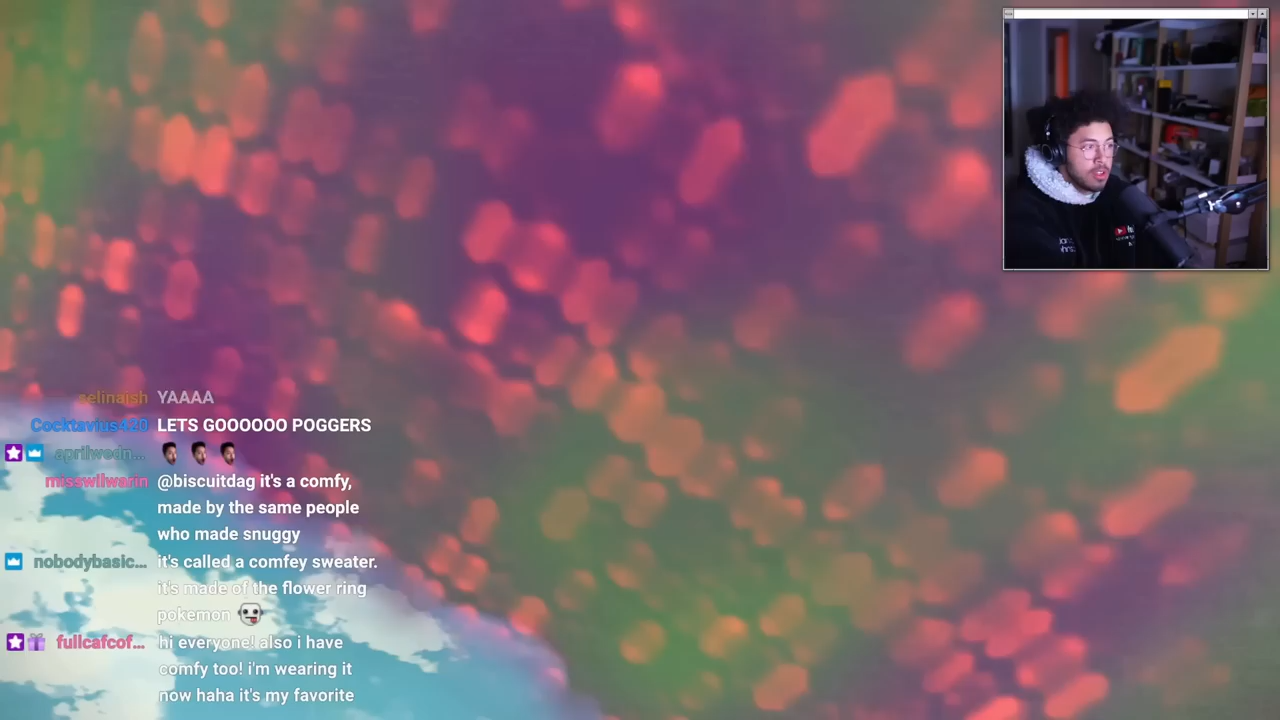 selinaish YAAAA
Cocktavius420 LETS GOOOOOO POGGERS
aprilwedn...
misswilwarin @biscuitdag it's a comfy,
made by the same people
who made snuggy
nobodybasic... it's called a comfey sweater.
it's made of the flower ring
pokemon
fullcafcof... hi everyone! also i have
comfy too! i'm wearing it
now haha it's my favorite